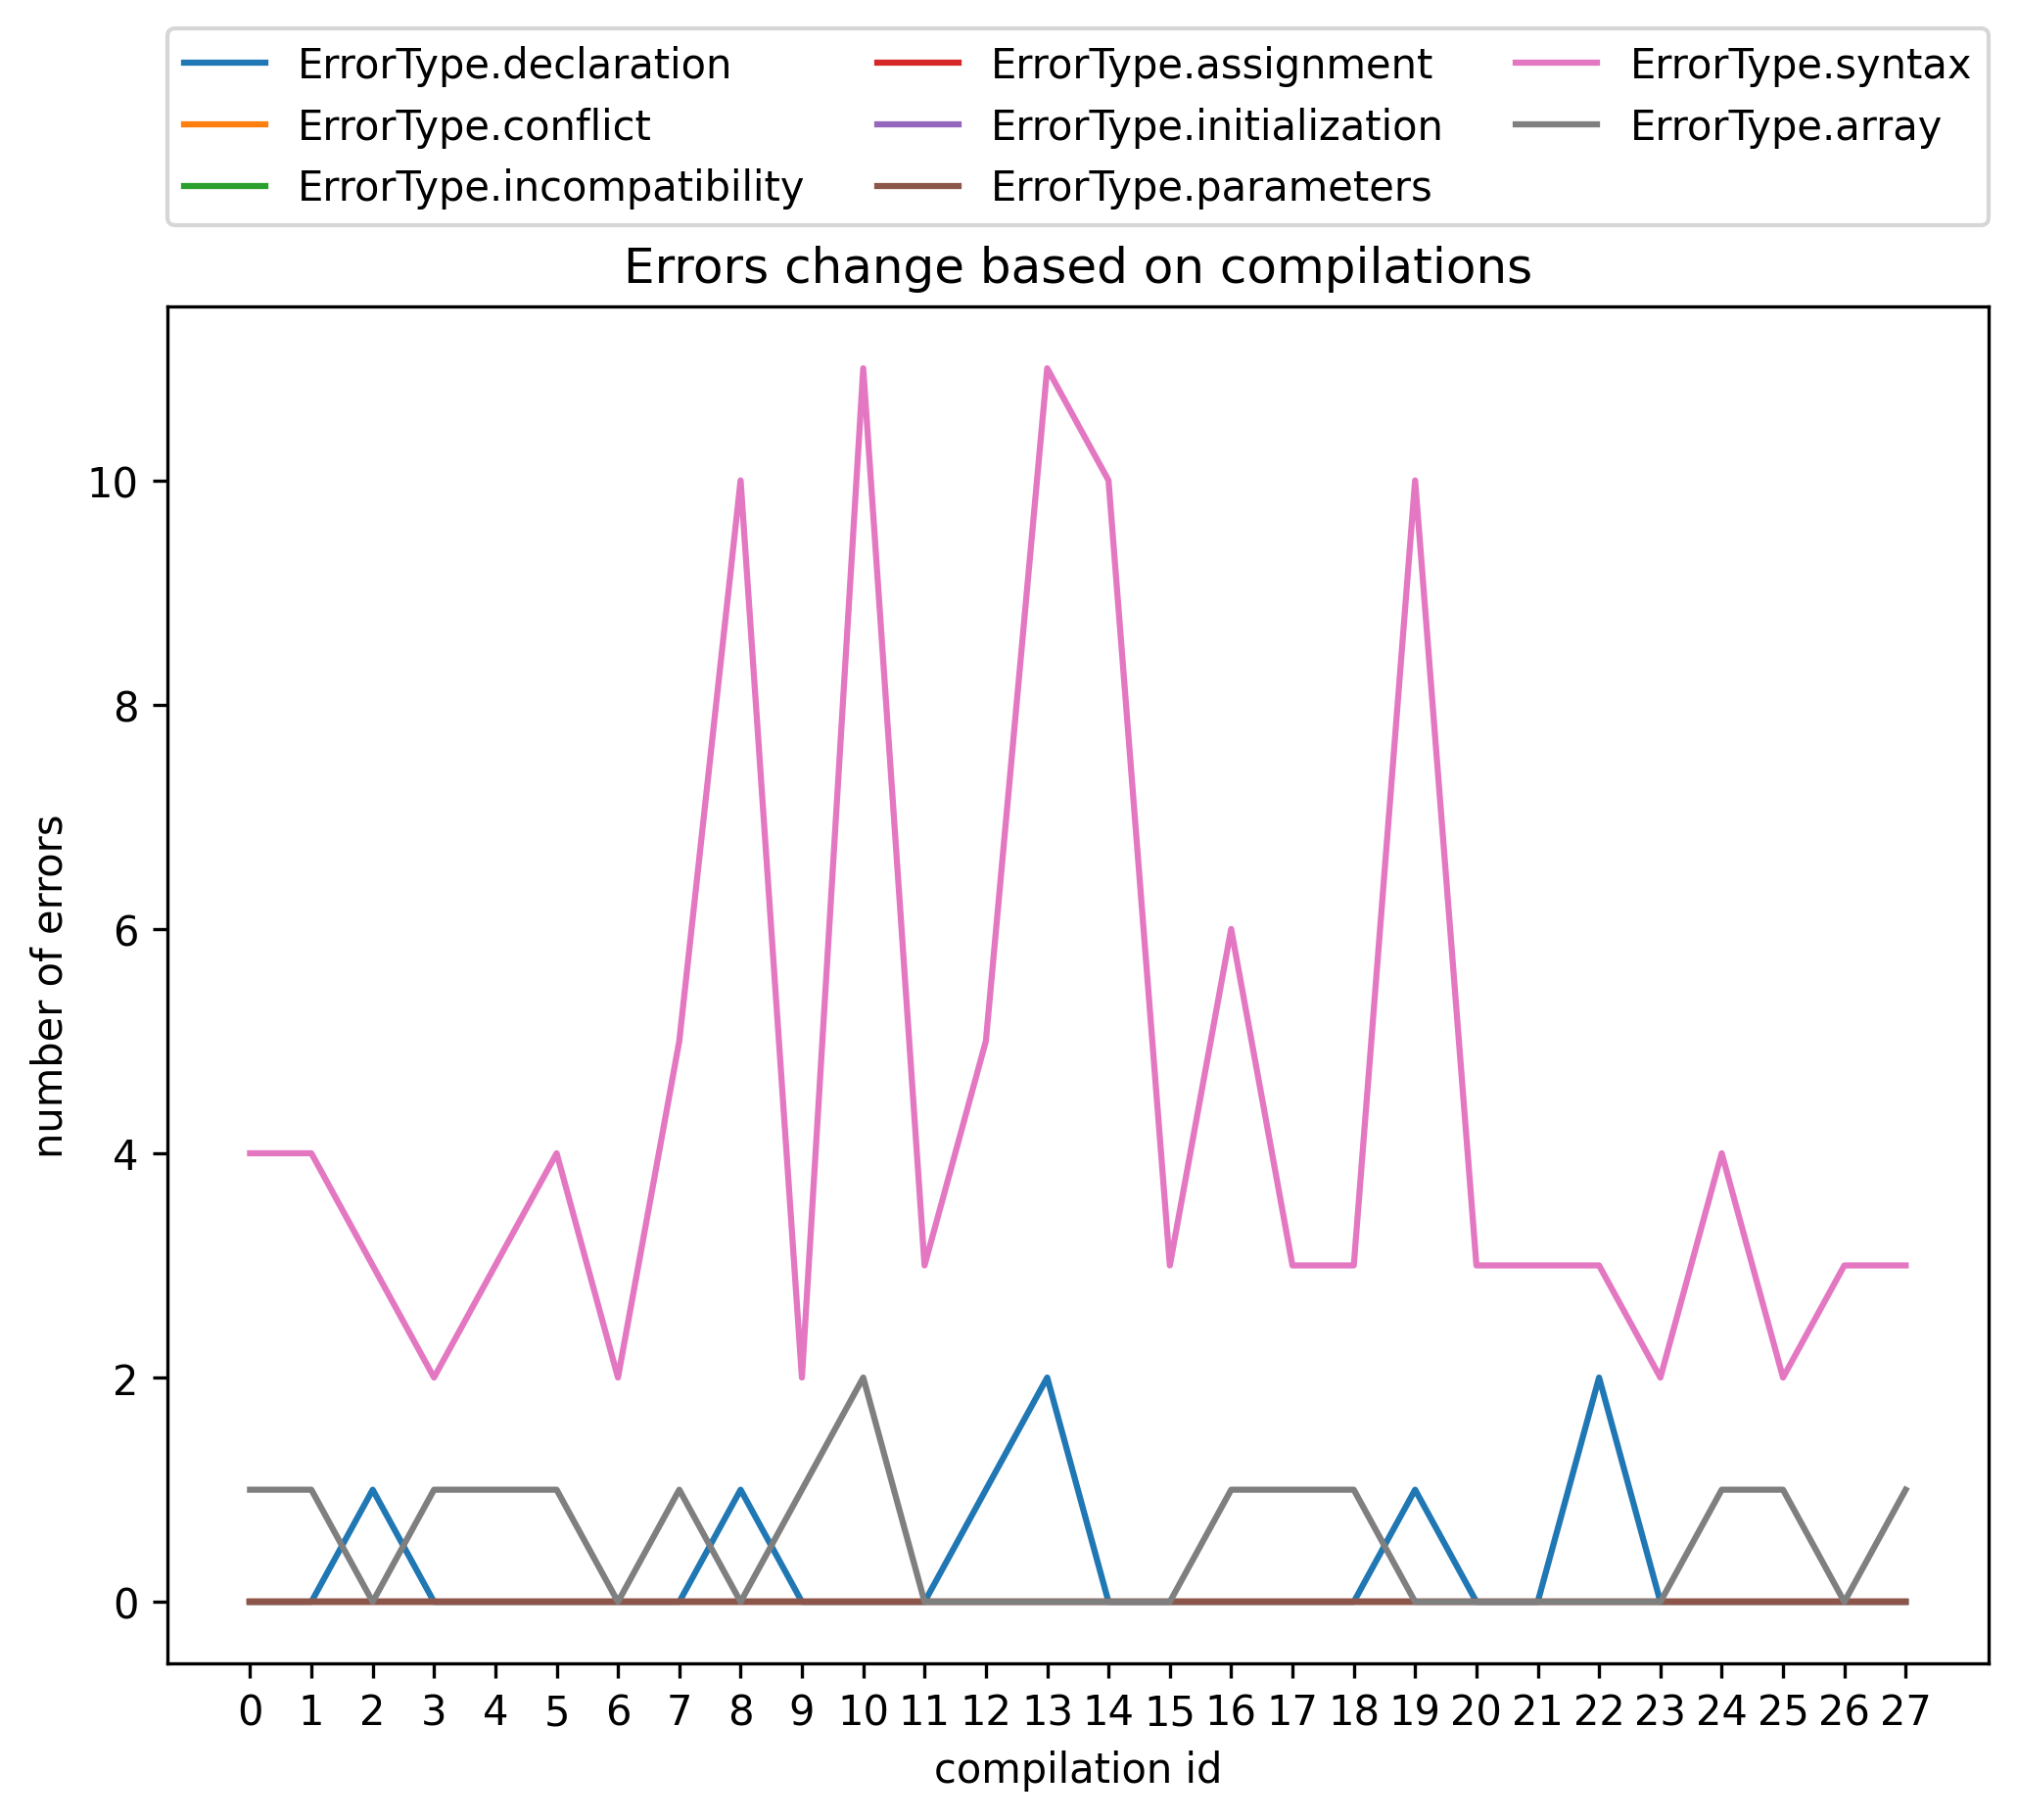 ErrorType.declaration
ErrorType.conflict
ErrorType.incompatibility
ErrorType.assignment
ErrorType.initialization
ErrorType.parameters
ErrorType.syntax
ErrorType.array
Errors change based on compilations
number of errors
10
8
6
4
2
0
0 1 2 3 4 5 6 7 8 9 10 11 12 13 14 15 16 17 18 19 20 21 22 23 24 25 26 27
compilation id